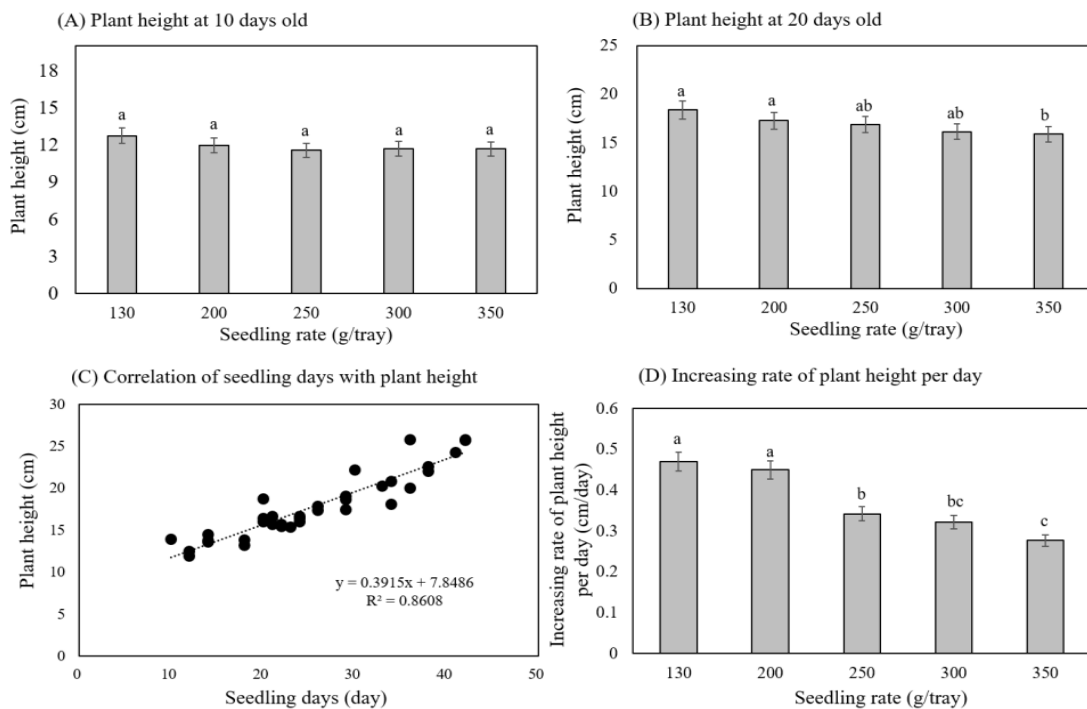 (A) Plant height at 10 days old
Plant height (cm)
18
15
12
9
6
3
0
a
a
a
a
a
130
200
250
300
350
Seedling rate (g/tray)
(B) Plant height at 20 days old
Plant height (cm)
25
20
15
10
5
0
a
a
ab
ab
b
130
200
250
300
350
Seedling rate (g/tray)
(C) Correlation of seedling days with plant height
Plant height (cm)
30
25
20
15
10
5
0
y = 0.3915x + 7.8486
R² = 0.8608
0
10
20
30
40
50
Seedling days (day)
(D) Increasing rate of plant height per day
Increasing rate of plant height
per day (cm/day)
0.6
0.5
0.4
0.3
0.2
0.1
0
a
a
b
bc
c
130
200
250
300
350
Seedling rate (g/tray)